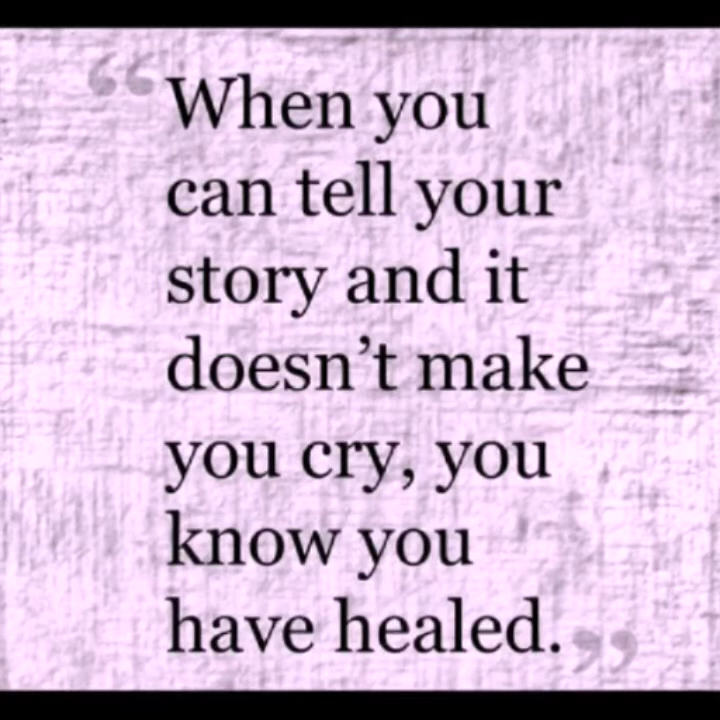 “When you
can tell your
story and it
doesn’t make
you cry, you
know you
have healed.”